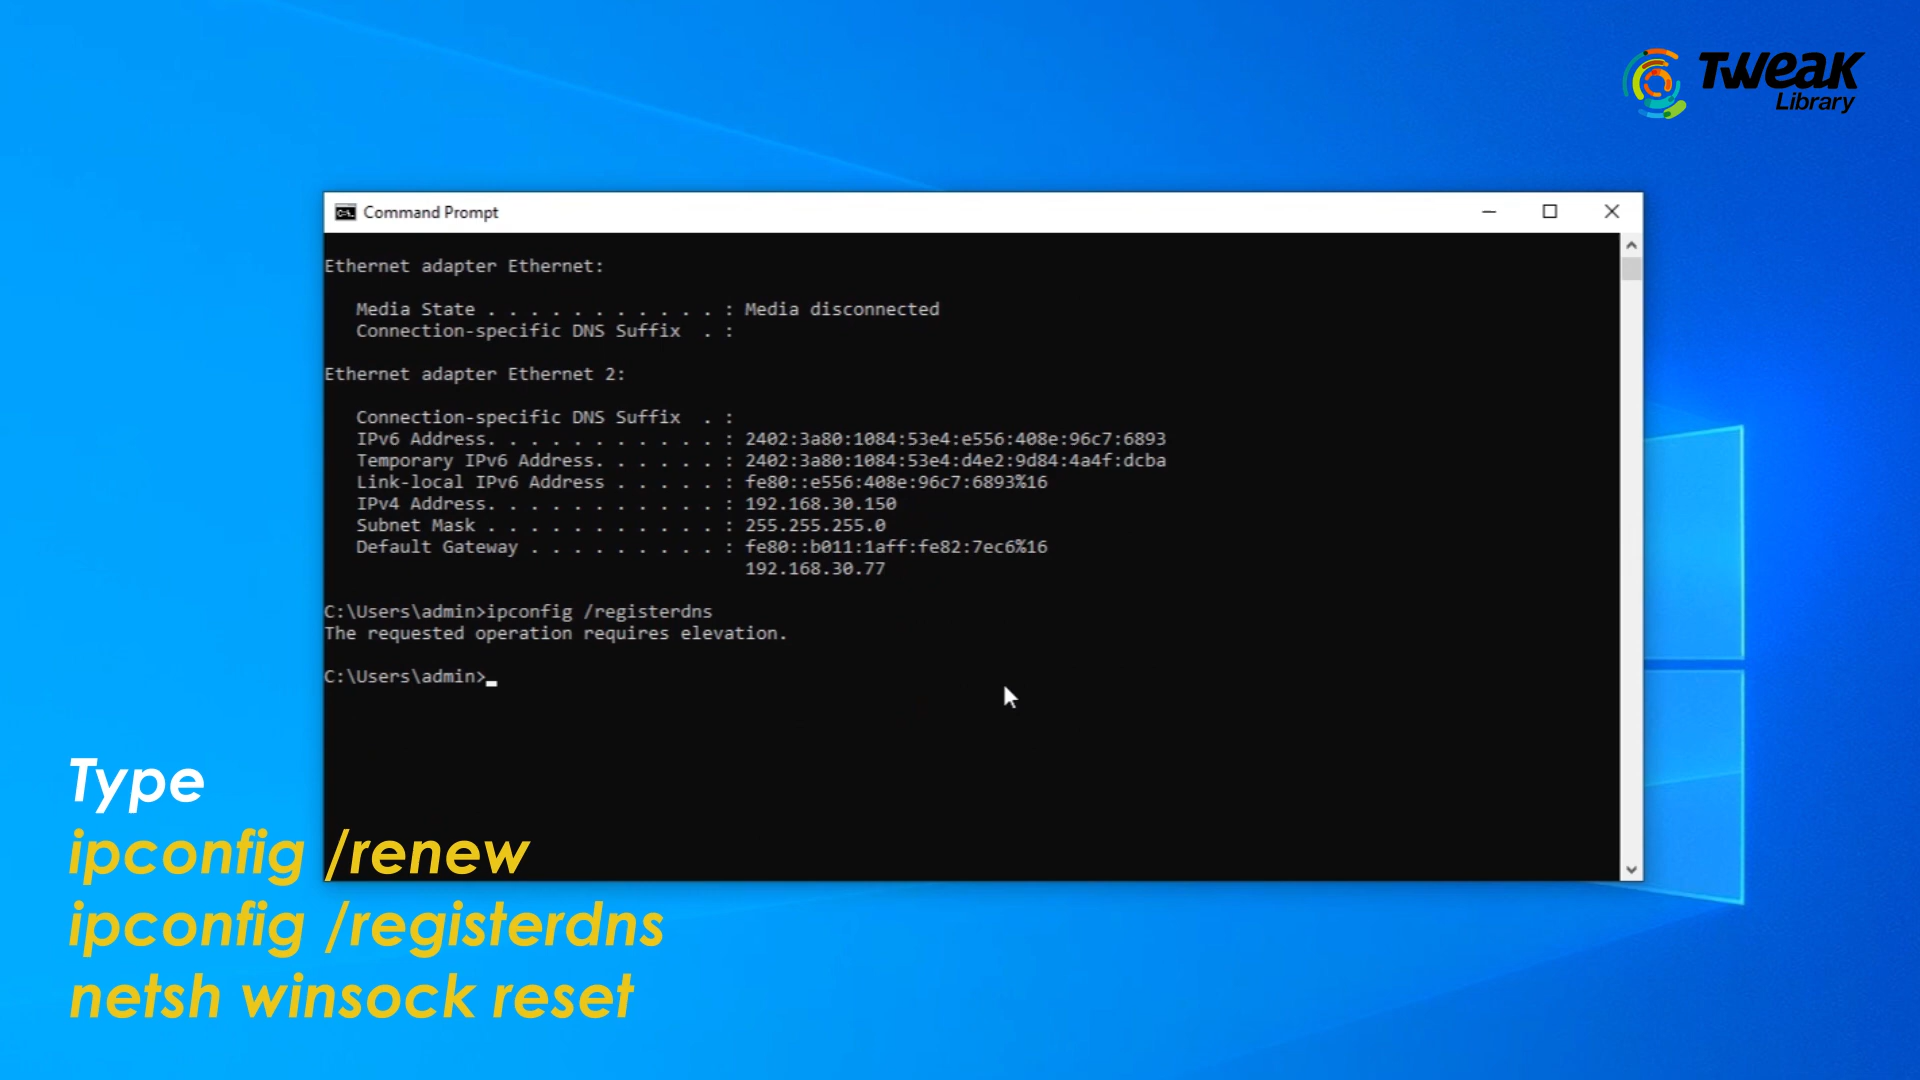 Tweak
Library
Command Prompt
Ethernet adapter Ethernet:
Media State . . . . . . . . . . . : Media disconnected
Connection-specific DNS Suffix  . :
Ethernet adapter Ethernet 2:
Connection-specific DNS Suffix  . :
IPv6 Address. . . . . . . . . . . : 2402:3a80:1084:53e4:e556:408e:96c7:6893
Temporary IPv6 Address. . . . . . : 2402:3a80:1084:53e4:d4e2:9d84:4a4f:dcba
Link-local IPv6 Address . . . . . : fe80::e556:408e:96c7:6893%16
IPv4 Address. . . . . . . . . . . : 192.168.30.150
Subnet Mask . . . . . . . . . . . : 255.255.255.0
Default Gateway . . . . . . . . . : fe80::b011:1aff:fe82:7ec6%16
192.168.30.77
C:\Users\admin>ipconfig /registerdns
The requested operation requires elevation.
C:\Users\admin>_
Type
ipconfig /renew
ipconfig /registerdns
netsh winsock reset